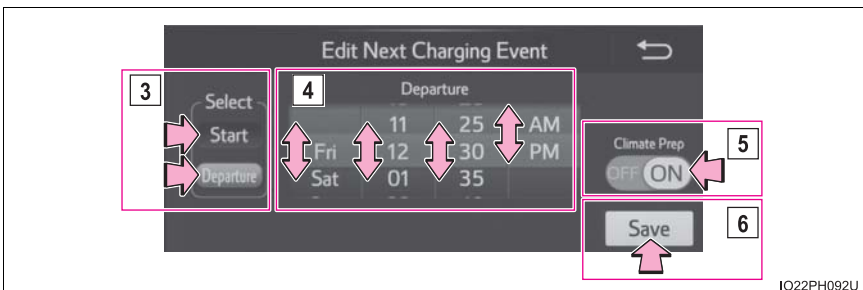 Edit Next Charging Event
3
Select
Start
Departure
4
Departure
11 25 AM
Fri 12 30 PM
Sat 01 35
Climate Prep
OFF ON
5
Save
6
IO22PH092U